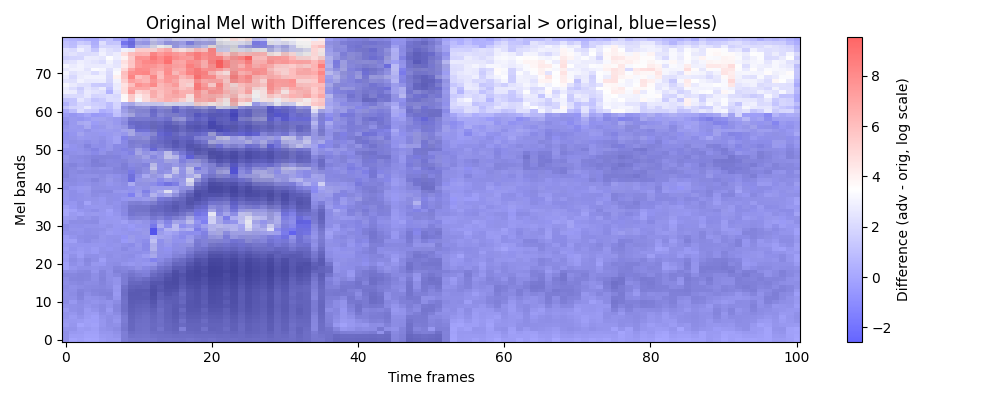 Original Mel with Differences (red=adversarial > original, blue=less)
Mel bands
70
60
50
40
30
20
10
0
0 20 40 60 80 100
Time frames
8
6
4
2
0
−2
Difference (adv - orig, log scale)